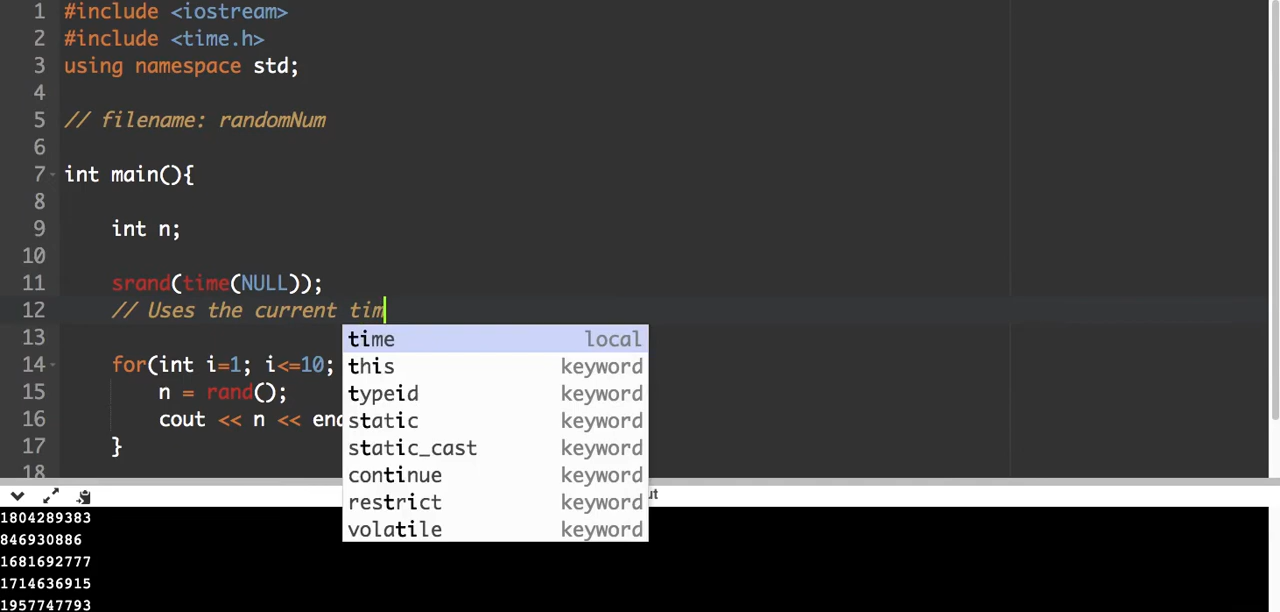 1 #include <iostream>
2 #include <time.h>
3 using namespace std;
4
5 // filename: randomNum
6
7 int main(){
8
9 int n;
10
11 srand(time(NULL));
12 // Uses the current tim
13 time local
14 for(int i=1; i<=10; this keyword
15 n = rand(); typeid keyword
16 cout << n << en static keyword
17 } static_cast keyword
continue keyword
18 ut
restrict keyword
volatile keyword
1804289383
846930886
1681692777
1714636915
1957747793